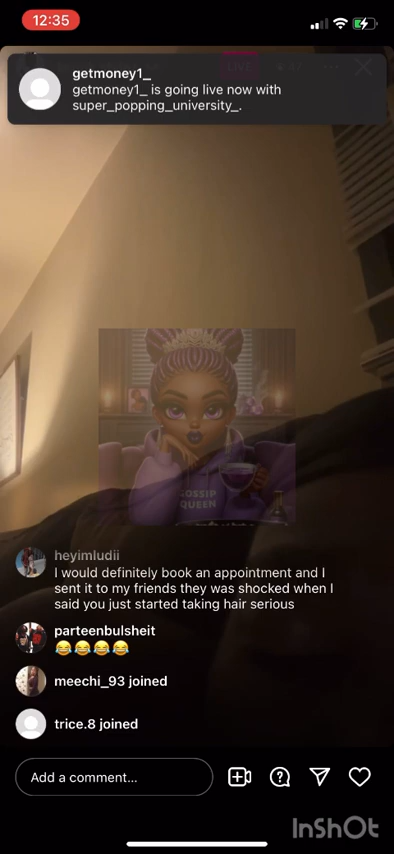 12:35
getmoney1_
getmoney1_ is going live now with
super_popping_university_.
LIVE
GOSSIP
QUEEN
heyimludii
I would definitely book an appointment and I
sent it to my friends they was shocked when I
said you just started taking hair serious
parteenbulsheit
😂😂😂😂
meechi_93 joined
trice.8 joined
Add a comment...
InShOt